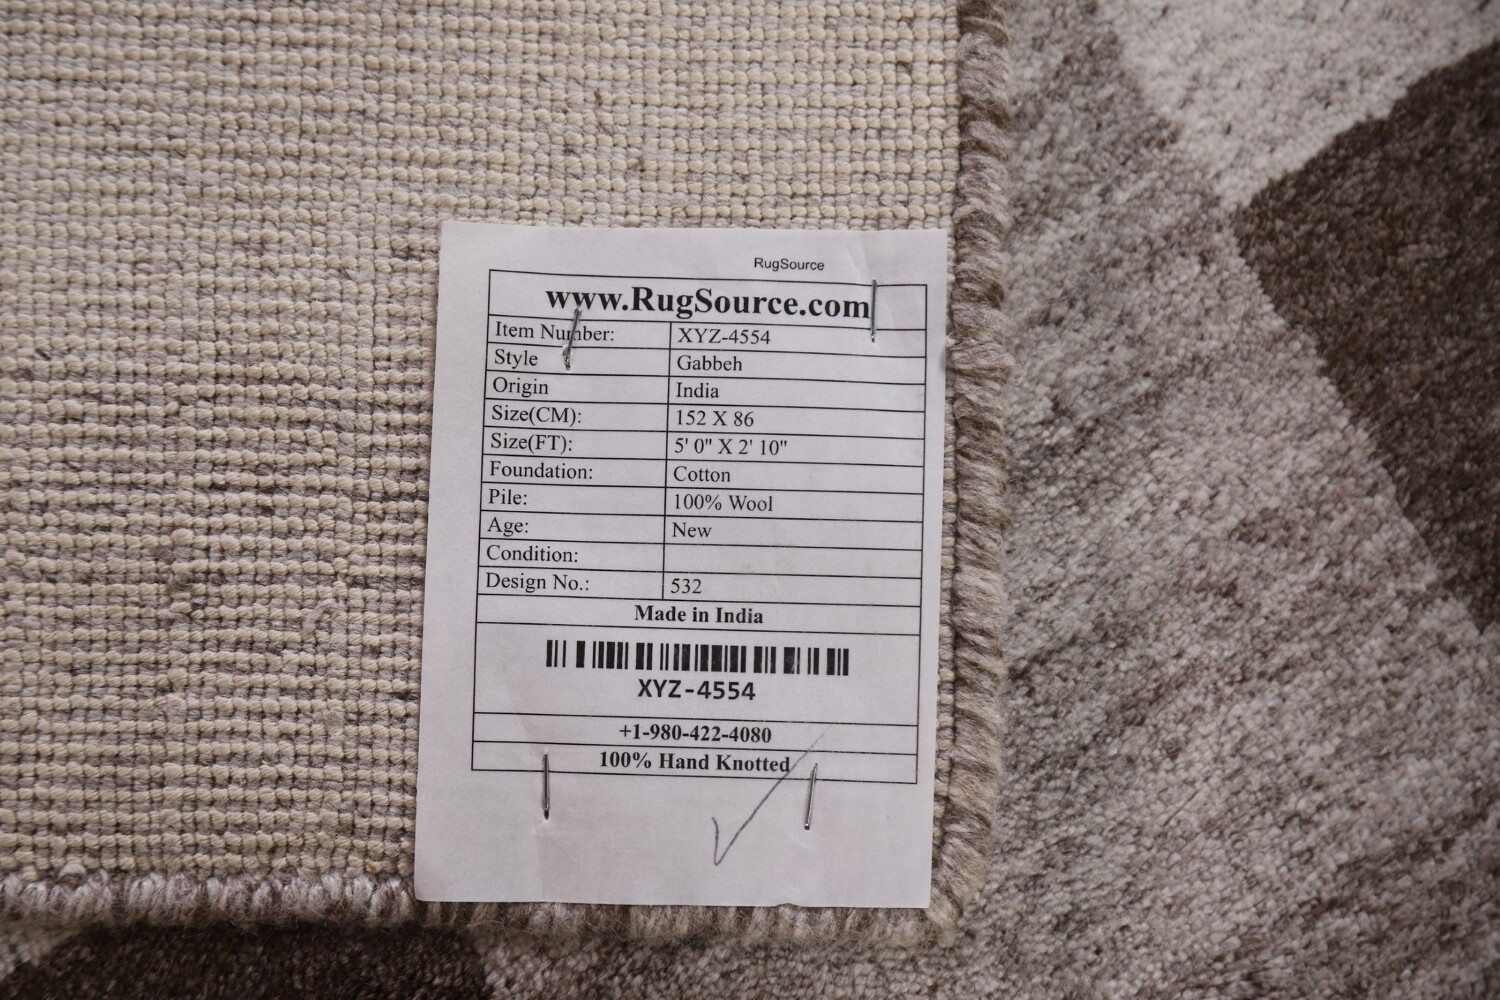 RugSource
www.RugSource.com
Item Number: XYZ-4554
Style Gabbeh
Origin India
Size(CM): 152 X 86
Size(FT): 5' 0" X 2' 10"
Foundation: Cotton
Pile: 100% Wool
Age: New
Condition:
Design No.: 532
Made in India
XYZ-4554
+1-980-422-4080
100% Hand Knotted